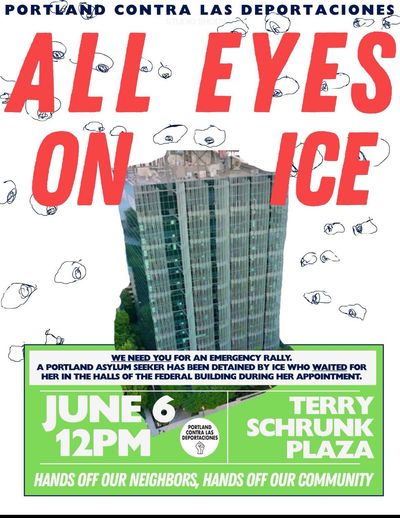 PORTLAND CONTRA LAS DEPORTACIONES
ALL EYES
ON ICE
WE NEED YOU FOR AN EMERGENCY RALLY.
A PORTLAND ASYLUM SEEKER HAS BEEN DETAINED BY ICE WHO WAITED FOR
HER IN THE HALLS OF THE FEDERAL BUILDING DURING HER APPOINTMENT.
JUNE 6
12PM
PORTLAND
CONTRA LAS
DEPORTACIONES
TERRY
SCHRUNK
PLAZA
HANDS OFF OUR NEIGHBORS, HANDS OFF OUR COMMUNITY